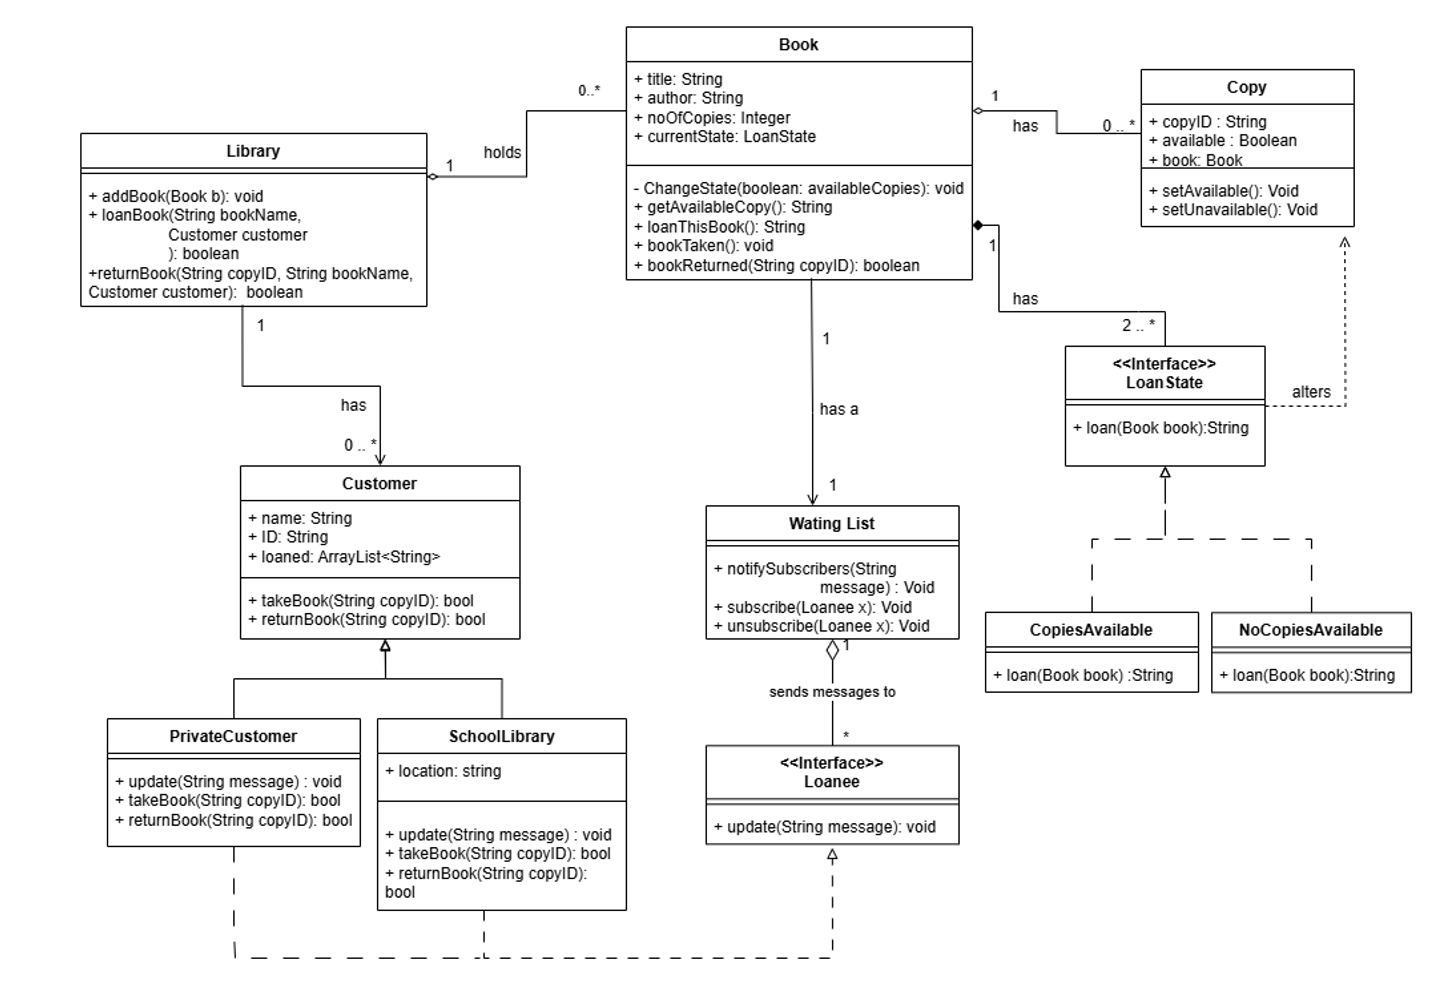 Book
+ title: String
+ author: String
+ noOfCopies: Integer
+ currentState: LoanState
- ChangeState(boolean: availableCopies): void
+ getAvailableCopy(): String
+ loanThisBook(): String
+ bookTaken(): void
+ bookReturned(String copyID): boolean
0..*
holds
1
Library
+ addBook(Book b): void
+ loanBook(String bookName,
Customer customer
): boolean
+returnBook(String copyID, String bookName,
Customer customer): boolean
1
has
0 .. *
Copy
+ copyID : String
+ available : Boolean
+ book: Book
+ setAvailable(): Void
+ setUnavailable(): Void
1
has
2 .. *
<<Interface>>
LoanState
+ loan(Book book):String
alters
1
has
0 .. *
Customer
+ name: String
+ ID: String
+ loaned: ArrayList<String>
+ takeBook(String copyID): bool
+ returnBook(String copyID): bool
1
has a
1
Wating List
+ notifySubscribers(String
message) : Void
+ subscribe(Loanee x): Void
+ unsubscribe(Loanee x): Void
1
sends messages to
*
CopiesAvailable
+ loan(Book book) :String
NoCopiesAvailable
+ loan(Book book):String
PrivateCustomer
+ update(String message) : void
+ takeBook(String copyID): bool
+ returnBook(String copyID): bool
SchoolLibrary
+ location: string
+ update(String message) : void
+ takeBook(String copyID): bool
+ returnBook(String copyID):
bool
<<Interface>>
Loanee
+ update(String message): void